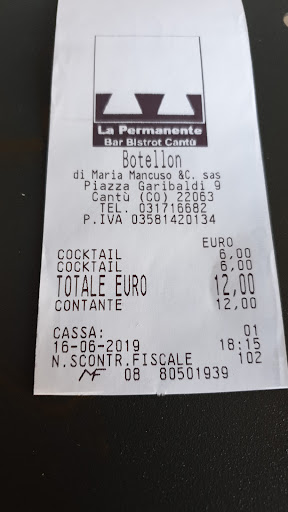 La Permanente
Bar Bistrot Cantù
Botellon
di Maria Mancuso &C. sas
Piazza Garibaldi 9
Cantù (CO) 22063
TEL. 031716682
P.IVA 03581420134
EURO
COCKTAIL 6,00
COCKTAIL 6,00
TOTALE EURO 12,00
CONTANTE 12,00
CASSA: 01
16-06-2019 18:15
N.SCONTR.FISCALE 102
MF 08 80501939